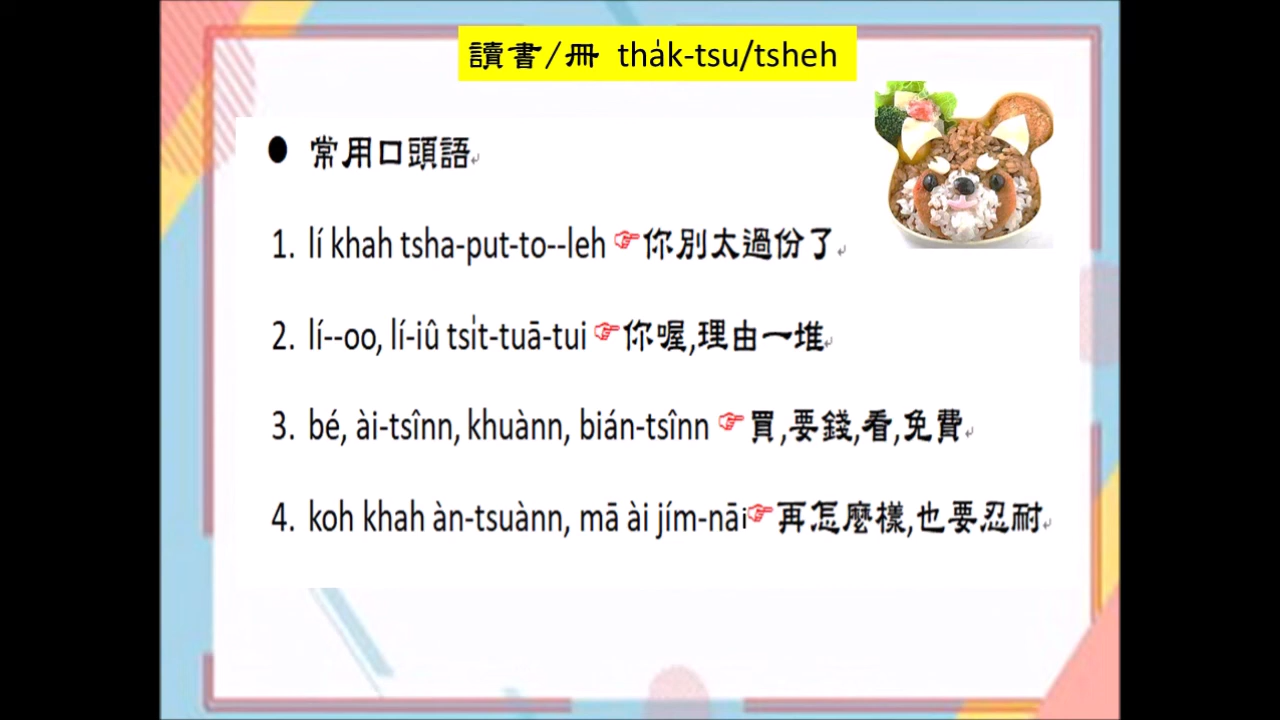 讀書/冊 tha̍k-tsu/tsheh
● 常用口頭語
1. lí khah tsha-put-to--leh ☞你別太過份了
2. lí--oo, lí-iû tsi̍t-tuā-tui ☞你喔,理由一堆
3. bé, ài-tsînn, khuànn, bián-tsînn ☞買,要錢,看,免費
4. koh khah àn-tsuànn, mā ài jím-nāi☞再怎麼樣,也要忍耐